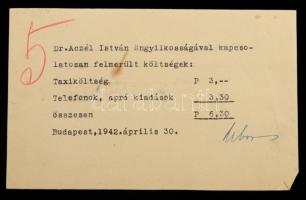 5
Dr.Aczél István öngyilkosságával kapcso-
latosan felmerült költségek:
Taxiköltség P 3,--
Telefonok, apró kiadások 3.30
összesen P 6,30
Budapest,1942.április 30.